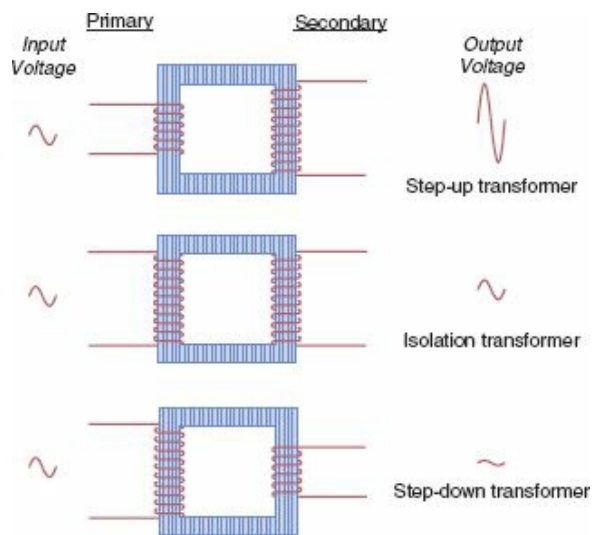 Primary
Secondary
Input
Voltage
Output
Voltage
Step-up transformer
Isolation transformer
Step-down transformer